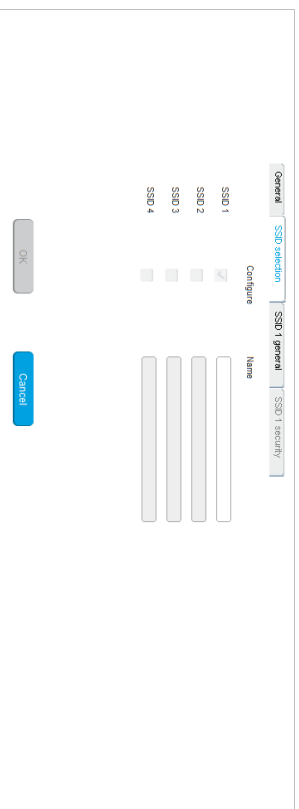 General SSID selection SSID 1 general SSID 1 security
Configure Name
SSID 1
SSID 2
SSID 3
SSID 4
OK Cancel